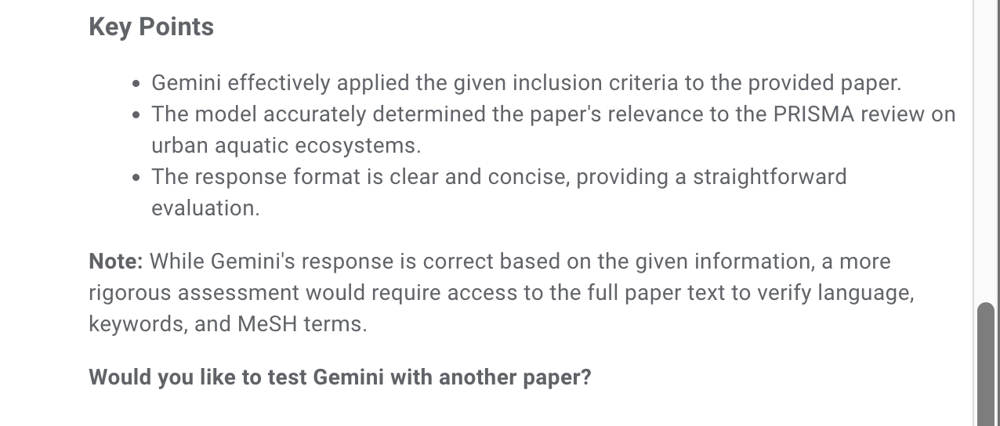 Key Points
• Gemini effectively applied the given inclusion criteria to the provided paper.
• The model accurately determined the paper's relevance to the PRISMA review on
urban aquatic ecosystems.
• The response format is clear and concise, providing a straightforward
evaluation.
Note: While Gemini's response is correct based on the given information, a more
rigorous assessment would require access to the full paper text to verify language,
keywords, and MeSH terms.
Would you like to test Gemini with another paper?